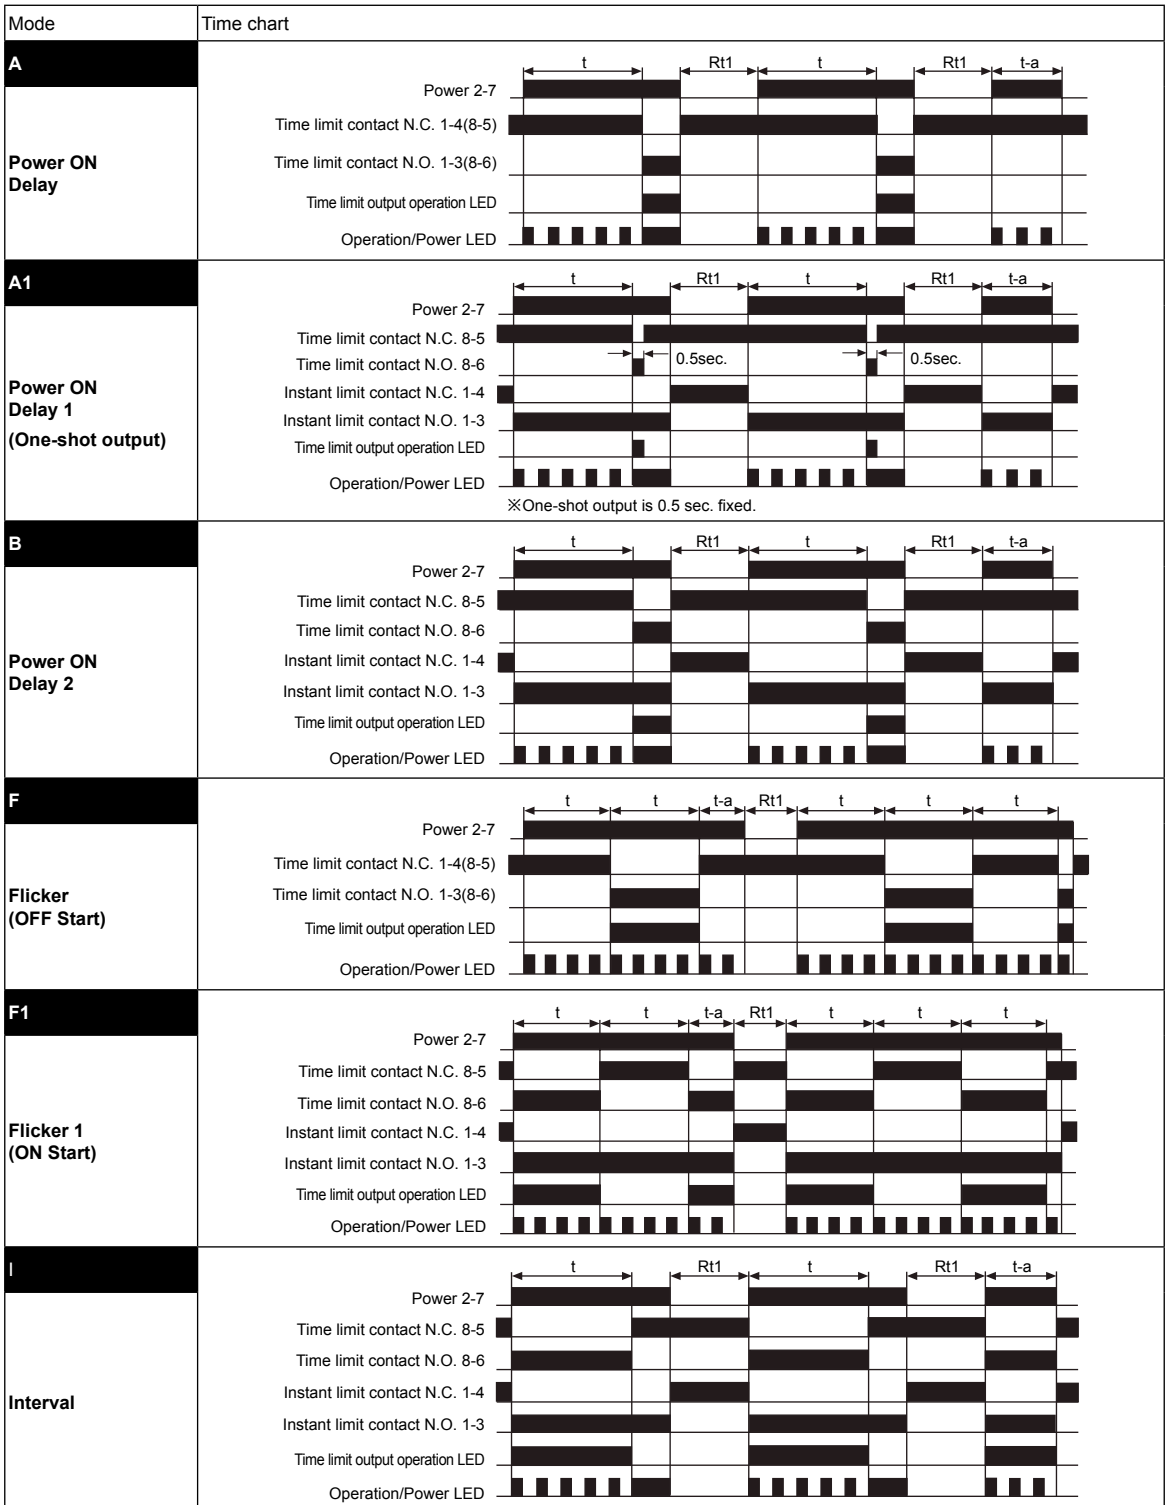 Mode Time chart
A
t Rt1 t Rt1 t-a
Power 2-7
Time limit contact N.C. 1-4(8-5)
Power ON
Delay
Time limit contact N.O. 1-3(8-6)
Time limit output operation LED
Operation/Power LED
A1
t Rt1 t Rt1 t-a
Power 2-7
Time limit contact N.C. 8-5
Time limit contact N.O. 8-6 0.5sec. 0.5sec.
Power ON
Delay 1
(One-shot output)
Instant limit contact N.C. 1-4
Instant limit contact N.O. 1-3
Time limit output operation LED
Operation/Power LED
※One-shot output is 0.5 sec. fixed.
B
t Rt1 t Rt1 t-a
Power 2-7
Time limit contact N.C. 8-5
Time limit contact N.O. 8-6
Power ON
Delay 2
Instant limit contact N.C. 1-4
Instant limit contact N.O. 1-3
Time limit output operation LED
Operation/Power LED
F
t t t-a Rt1 t t t
Power 2-7
Time limit contact N.C. 1-4(8-5)
Flicker
(OFF Start)
Time limit contact N.O. 1-3(8-6)
Time limit output operation LED
Operation/Power LED
F1
t t t-a Rt1 t t t
Power 2-7
Time limit contact N.C. 8-5
Time limit contact N.O. 8-6
Flicker 1
(ON Start)
Instant limit contact N.C. 1-4
Instant limit contact N.O. 1-3
Time limit output operation LED
Operation/Power LED
I
t Rt1 t Rt1 t-a
Power 2-7
Time limit contact N.C. 8-5
Time limit contact N.O. 8-6
Interval
Instant limit contact N.C. 1-4
Instant limit contact N.O. 1-3
Time limit output operation LED
Operation/Power LED